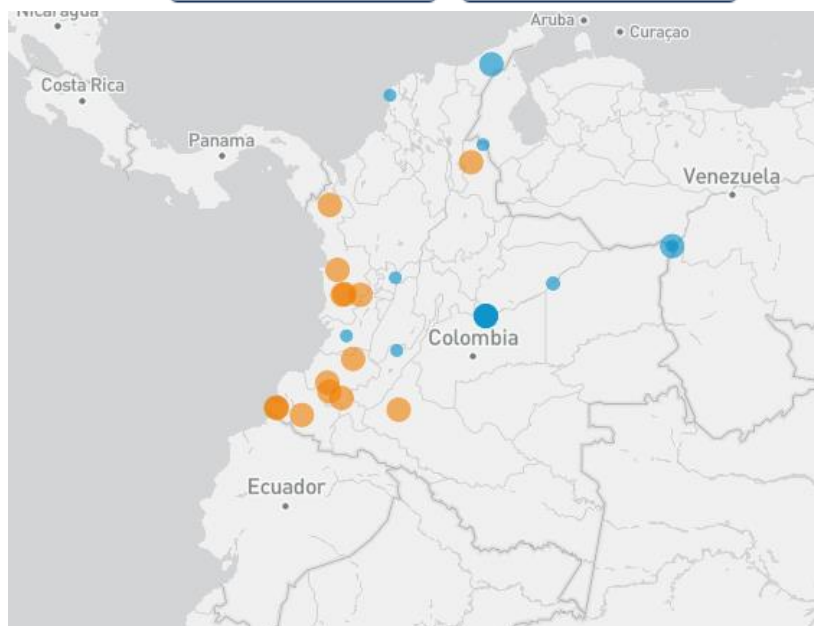 Nicaragua
Aruba
Curaçao
Costa Rica
Panama
Venezuela
Colombia
Ecuador